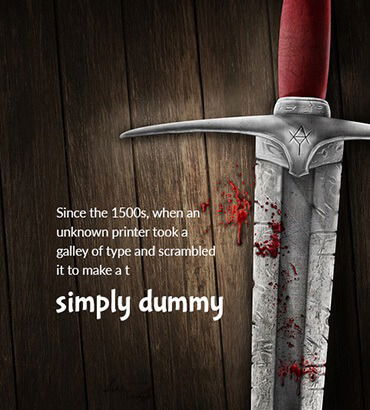 Since the 1500s, when an
unknown printer took a
galley of type and scrambled
it to make a t
simply dummy